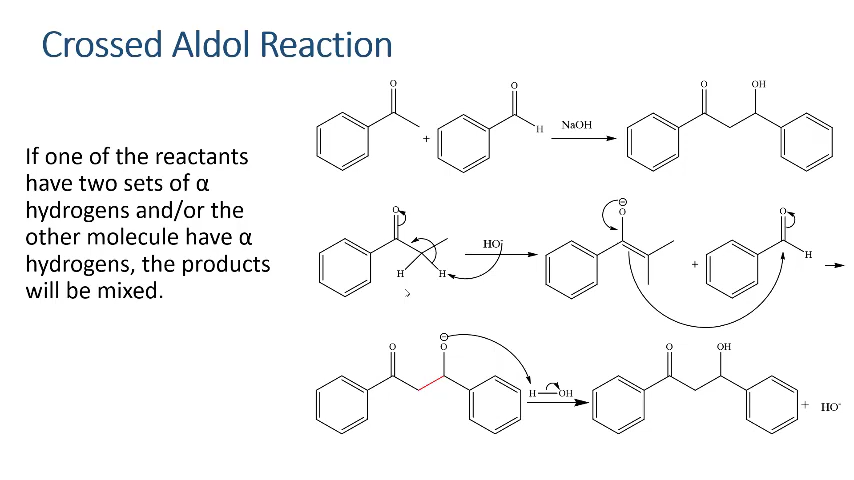 Crossed Aldol Reaction
If one of the reactants
have two sets of α
hydrogens and/or the
other molecule have α
hydrogens, the products
will be mixed.
O
+
O
H
NaOH
O
OH
O
H
H
HO-
⊖
O
+
O
H
O
⊖
O
H
OH
O
OH
+
HO-